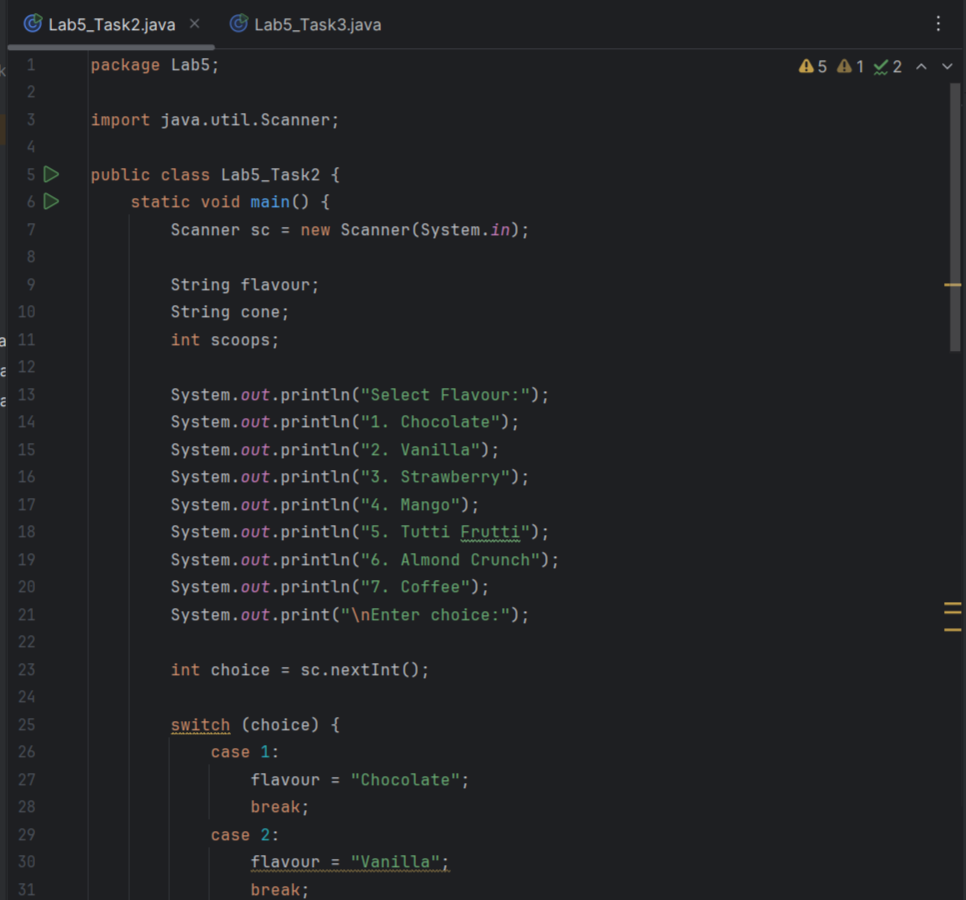 Lab5_Task2.java × Lab5_Task3.java
5 1 2
1 package Lab5;
2
3 import java.util.Scanner;
4
5 public class Lab5_Task2 {
6 static void main() {
7 Scanner sc = new Scanner(System.in);
8
9 String flavour;
10 String cone;
11 int scoops;
12
13 System.out.println("Select Flavour:");
14 System.out.println("1. Chocolate");
15 System.out.println("2. Vanilla");
16 System.out.println("3. Strawberry");
17 System.out.println("4. Mango");
18 System.out.println("5. Tutti Frutti");
19 System.out.println("6. Almond Crunch");
20 System.out.println("7. Coffee");
21 System.out.print("\nEnter choice:");
22
23 int choice = sc.nextInt();
24
25 switch (choice) {
26 case 1:
27 flavour = "Chocolate";
28 break;
29 case 2:
30 flavour = "Vanilla";
31 break;